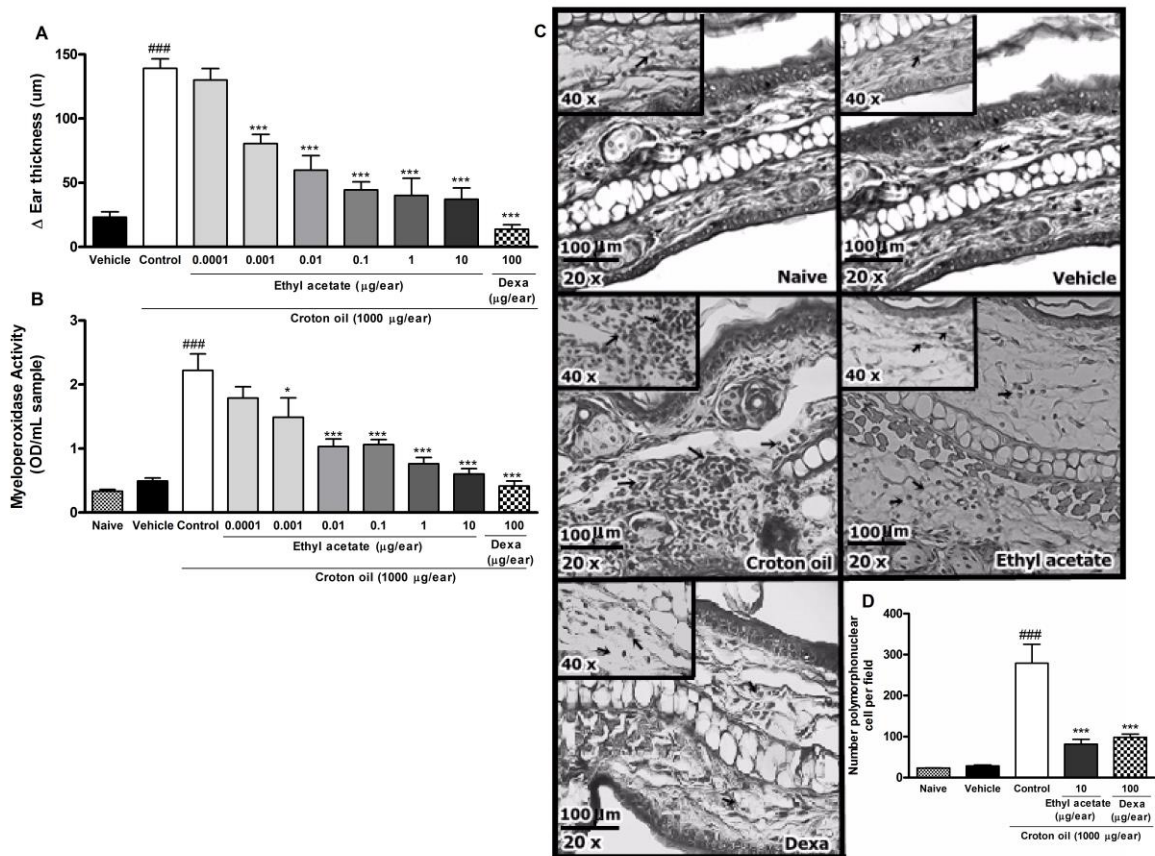 A
Δ Ear thickness (um)
150
100
50
0
###
***
***
***
***
***
***
Vehicle Control 0.0001 0.001 0.01 0.1 1 10 100
Ethyl acetate (μg/ear)
Dexa
(μg/ear)
Croton oil (1000 μg/ear)
B
Myeloperoxidase Activity
(OD/mL sample)
3
2
1
0
###
*
***
***
***
***
***
Naive Vehicle Control 0.0001 0.001 0.01 0.1 1 10 100
Ethyl acetate (μg/ear)
Dexa
(μg/ear)
Croton oil (1000 μg/ear)
C
40 x
100 μm
20 x
Naive
40 x
100 μm
20 x
Vehicle
40 x
100 μm
20 x
Croton oil
40 x
100 μm
20 x
Ethyl acetate
40 x
100 μm
20 x
Dexa
D
Number polymorphonuclear
cell per field
400
300
200
100
0
###
***
***
Naive Vehicle Control 10 100
Ethyl acetate
(μg/ear)
Dexa
(μg/ear)
Croton oil (1000 μg/ear)